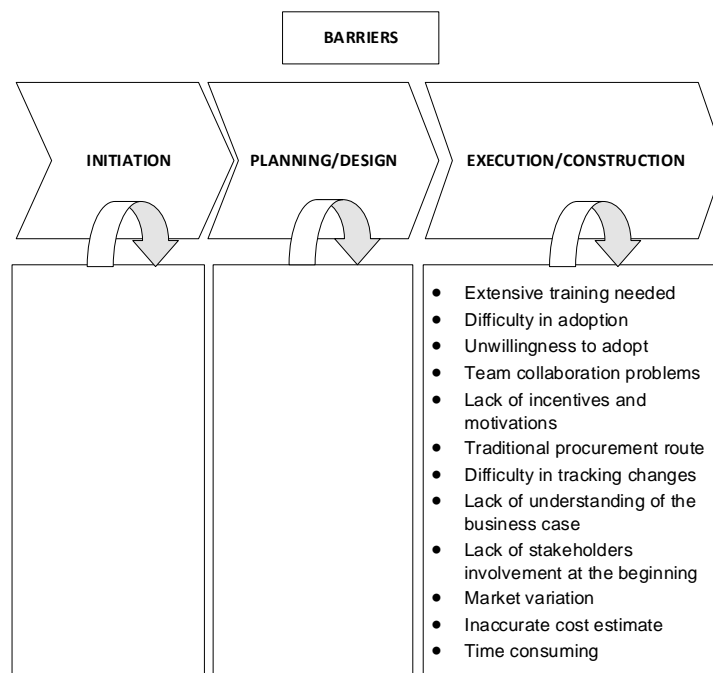 BARRIERS
INITIATION
PLANNING/DESIGN
EXECUTION/CONSTRUCTION
• Extensive training needed
• Difficulty in adoption
• Unwillingness to adopt
• Team collaboration problems
• Lack of incentives and
motivations
• Traditional procurement route
• Difficulty in tracking changes
• Lack of understanding of the
business case
• Lack of stakeholders
involvement at the beginning
• Market variation
• Inaccurate cost estimate
• Time consuming